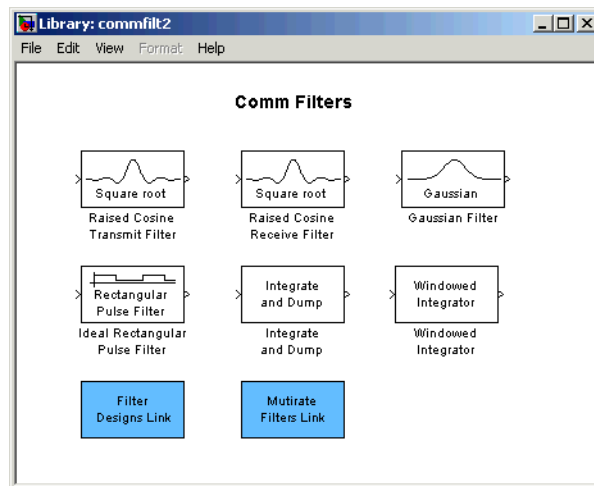 Library: commfilt2
File Edit View Format Help
Comm Filters
Square root
Raised Cosine
Transmit Filter
Square root
Raised Cosine
Receive Filter
Gaussian
Gaussian Filter
Rectangular
Pulse Filter
Ideal Rectangular
Pulse Filter
Integrate
and Dump
Integrate
and Dump
Windowed
Integrator
Windowed
Integrator
Filter
Designs Link
Mutirate
Filters Link